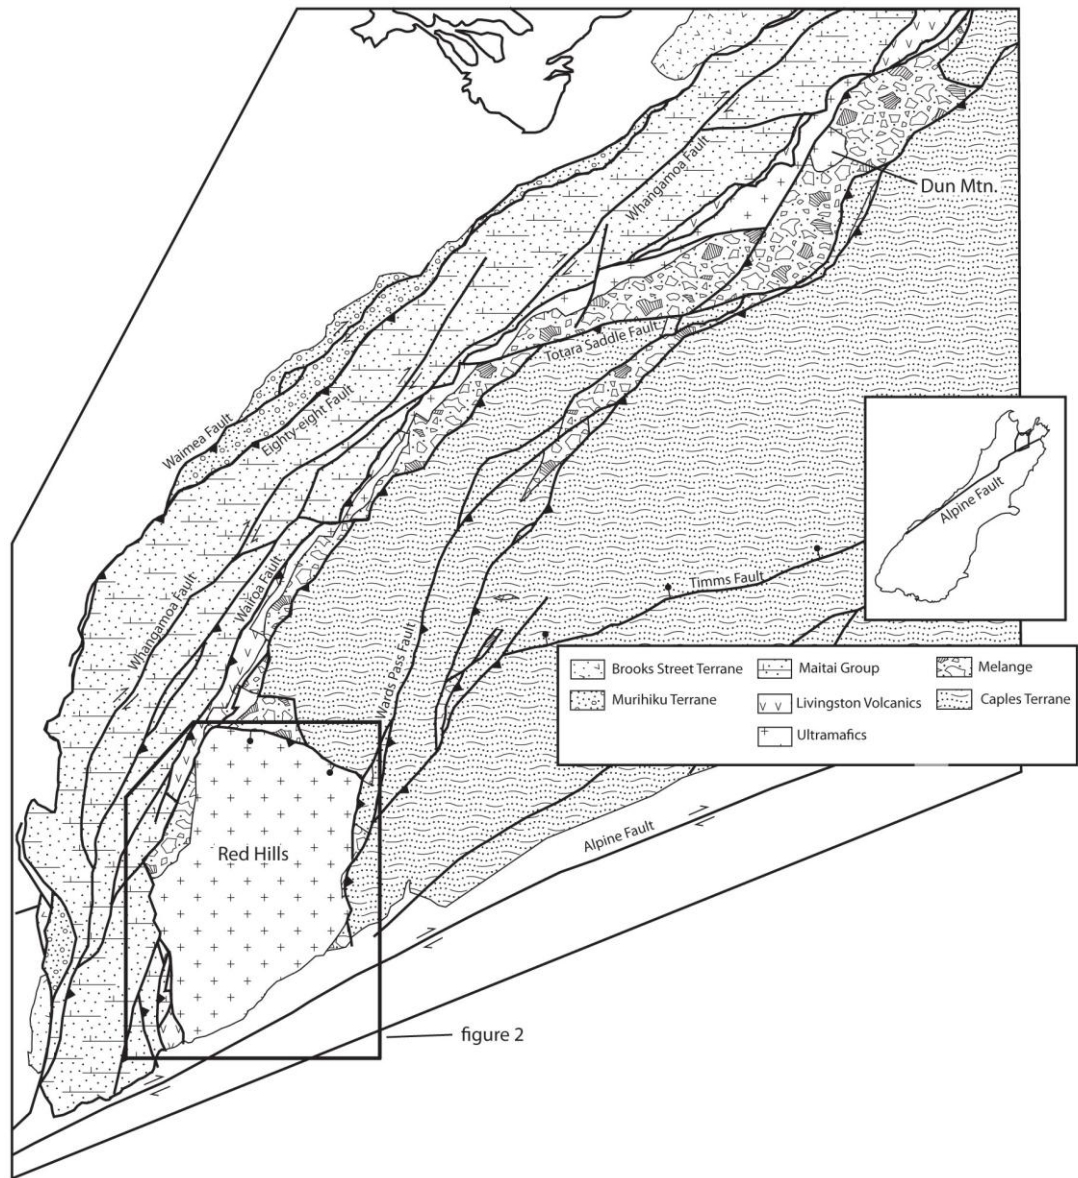 Whangamoa Fault
Dun Mtn.
Totara Saddle Fault
Waimea Fault
Eighty-eight Fault
Alpine Fault
Timms Fault
Whangamoa Fault
Wairoa Fault
Wards Pass Fault
Brooks Street Terrane
Maitai Group
Melange
Murihiku Terrane
Livingston Volcanics
Caples Terrane
Ultramafics
Alpine Fault
Red Hills
figure 2